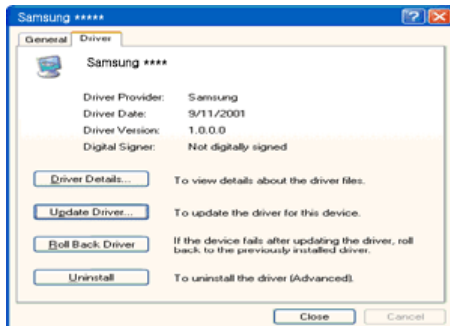 Samsung *****
General Driver
Samsung ****
Driver Provider: Samsung
Driver Date: 9/11/2001
Driver Version: 1.0.0.0
Digital Signer: Not digitally signed
Driver Details... To view details about the driver files.
Update Driver... To update the driver for this device.
Roll Back Driver If the device fails after updating the driver, roll
back to the previously installed driver.
Uninstall To uninstall the driver (Advanced).
Close Cancel